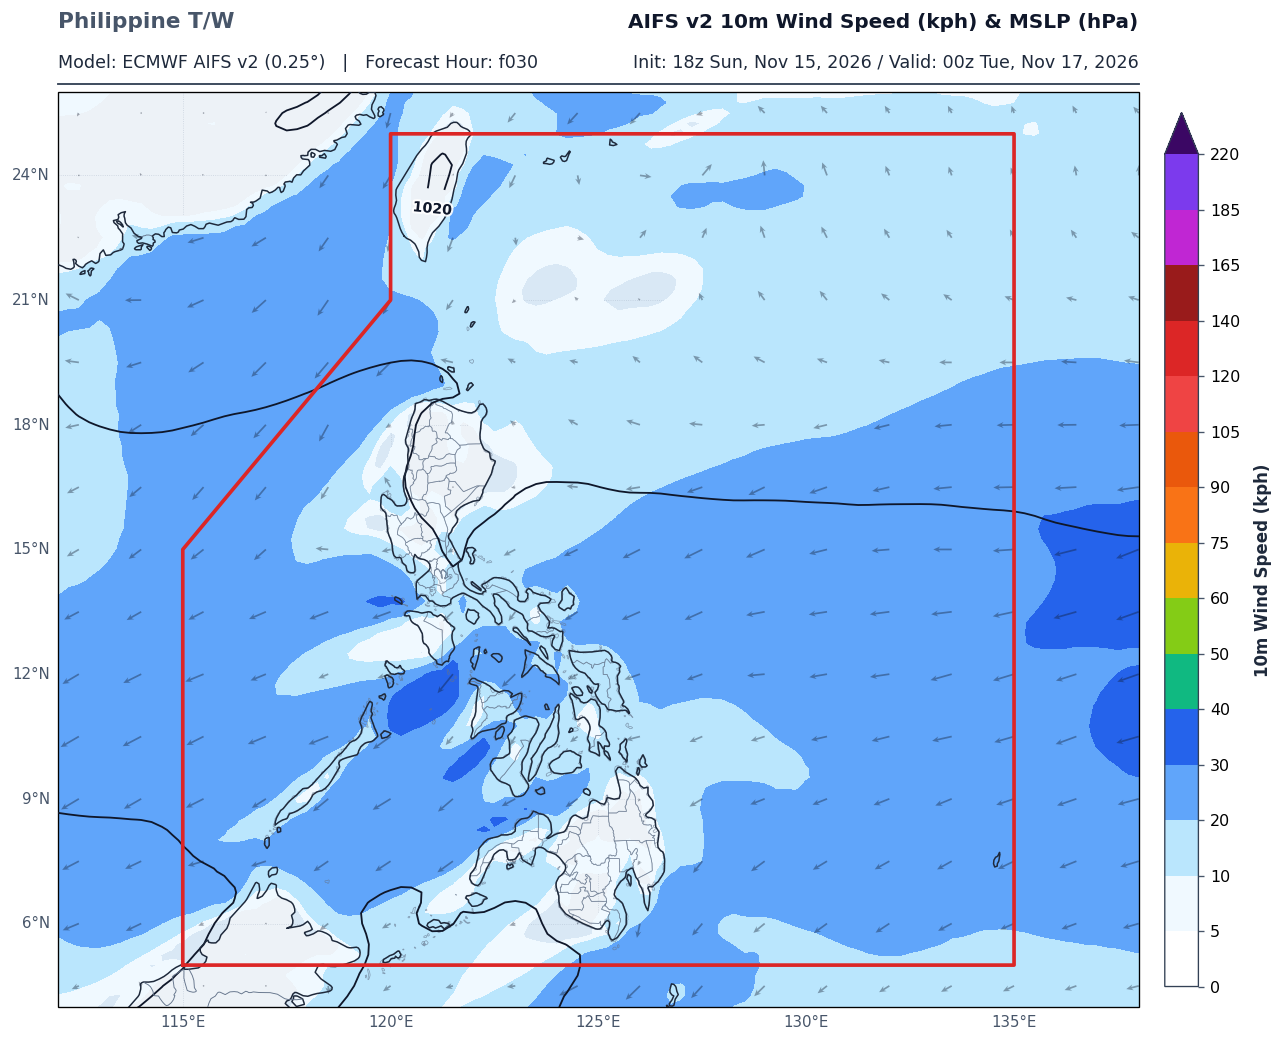 Philippine T/W
AIFS v2 10m Wind Speed (kph) & MSLP (hPa)
Model: ECMWF AIFS v2 (0.25°) | Forecast Hour: f030
Init: 18z Sun, Nov 15, 2026 / Valid: 00z Tue, Nov 17, 2026
24°N
21°N
18°N
15°N
12°N
9°N
6°N
1020
115°E
120°E
125°E
130°E
135°E
220
185
165
140
120
105
90
75
60
50
40
30
20
10
5
0
10m Wind Speed (kph)